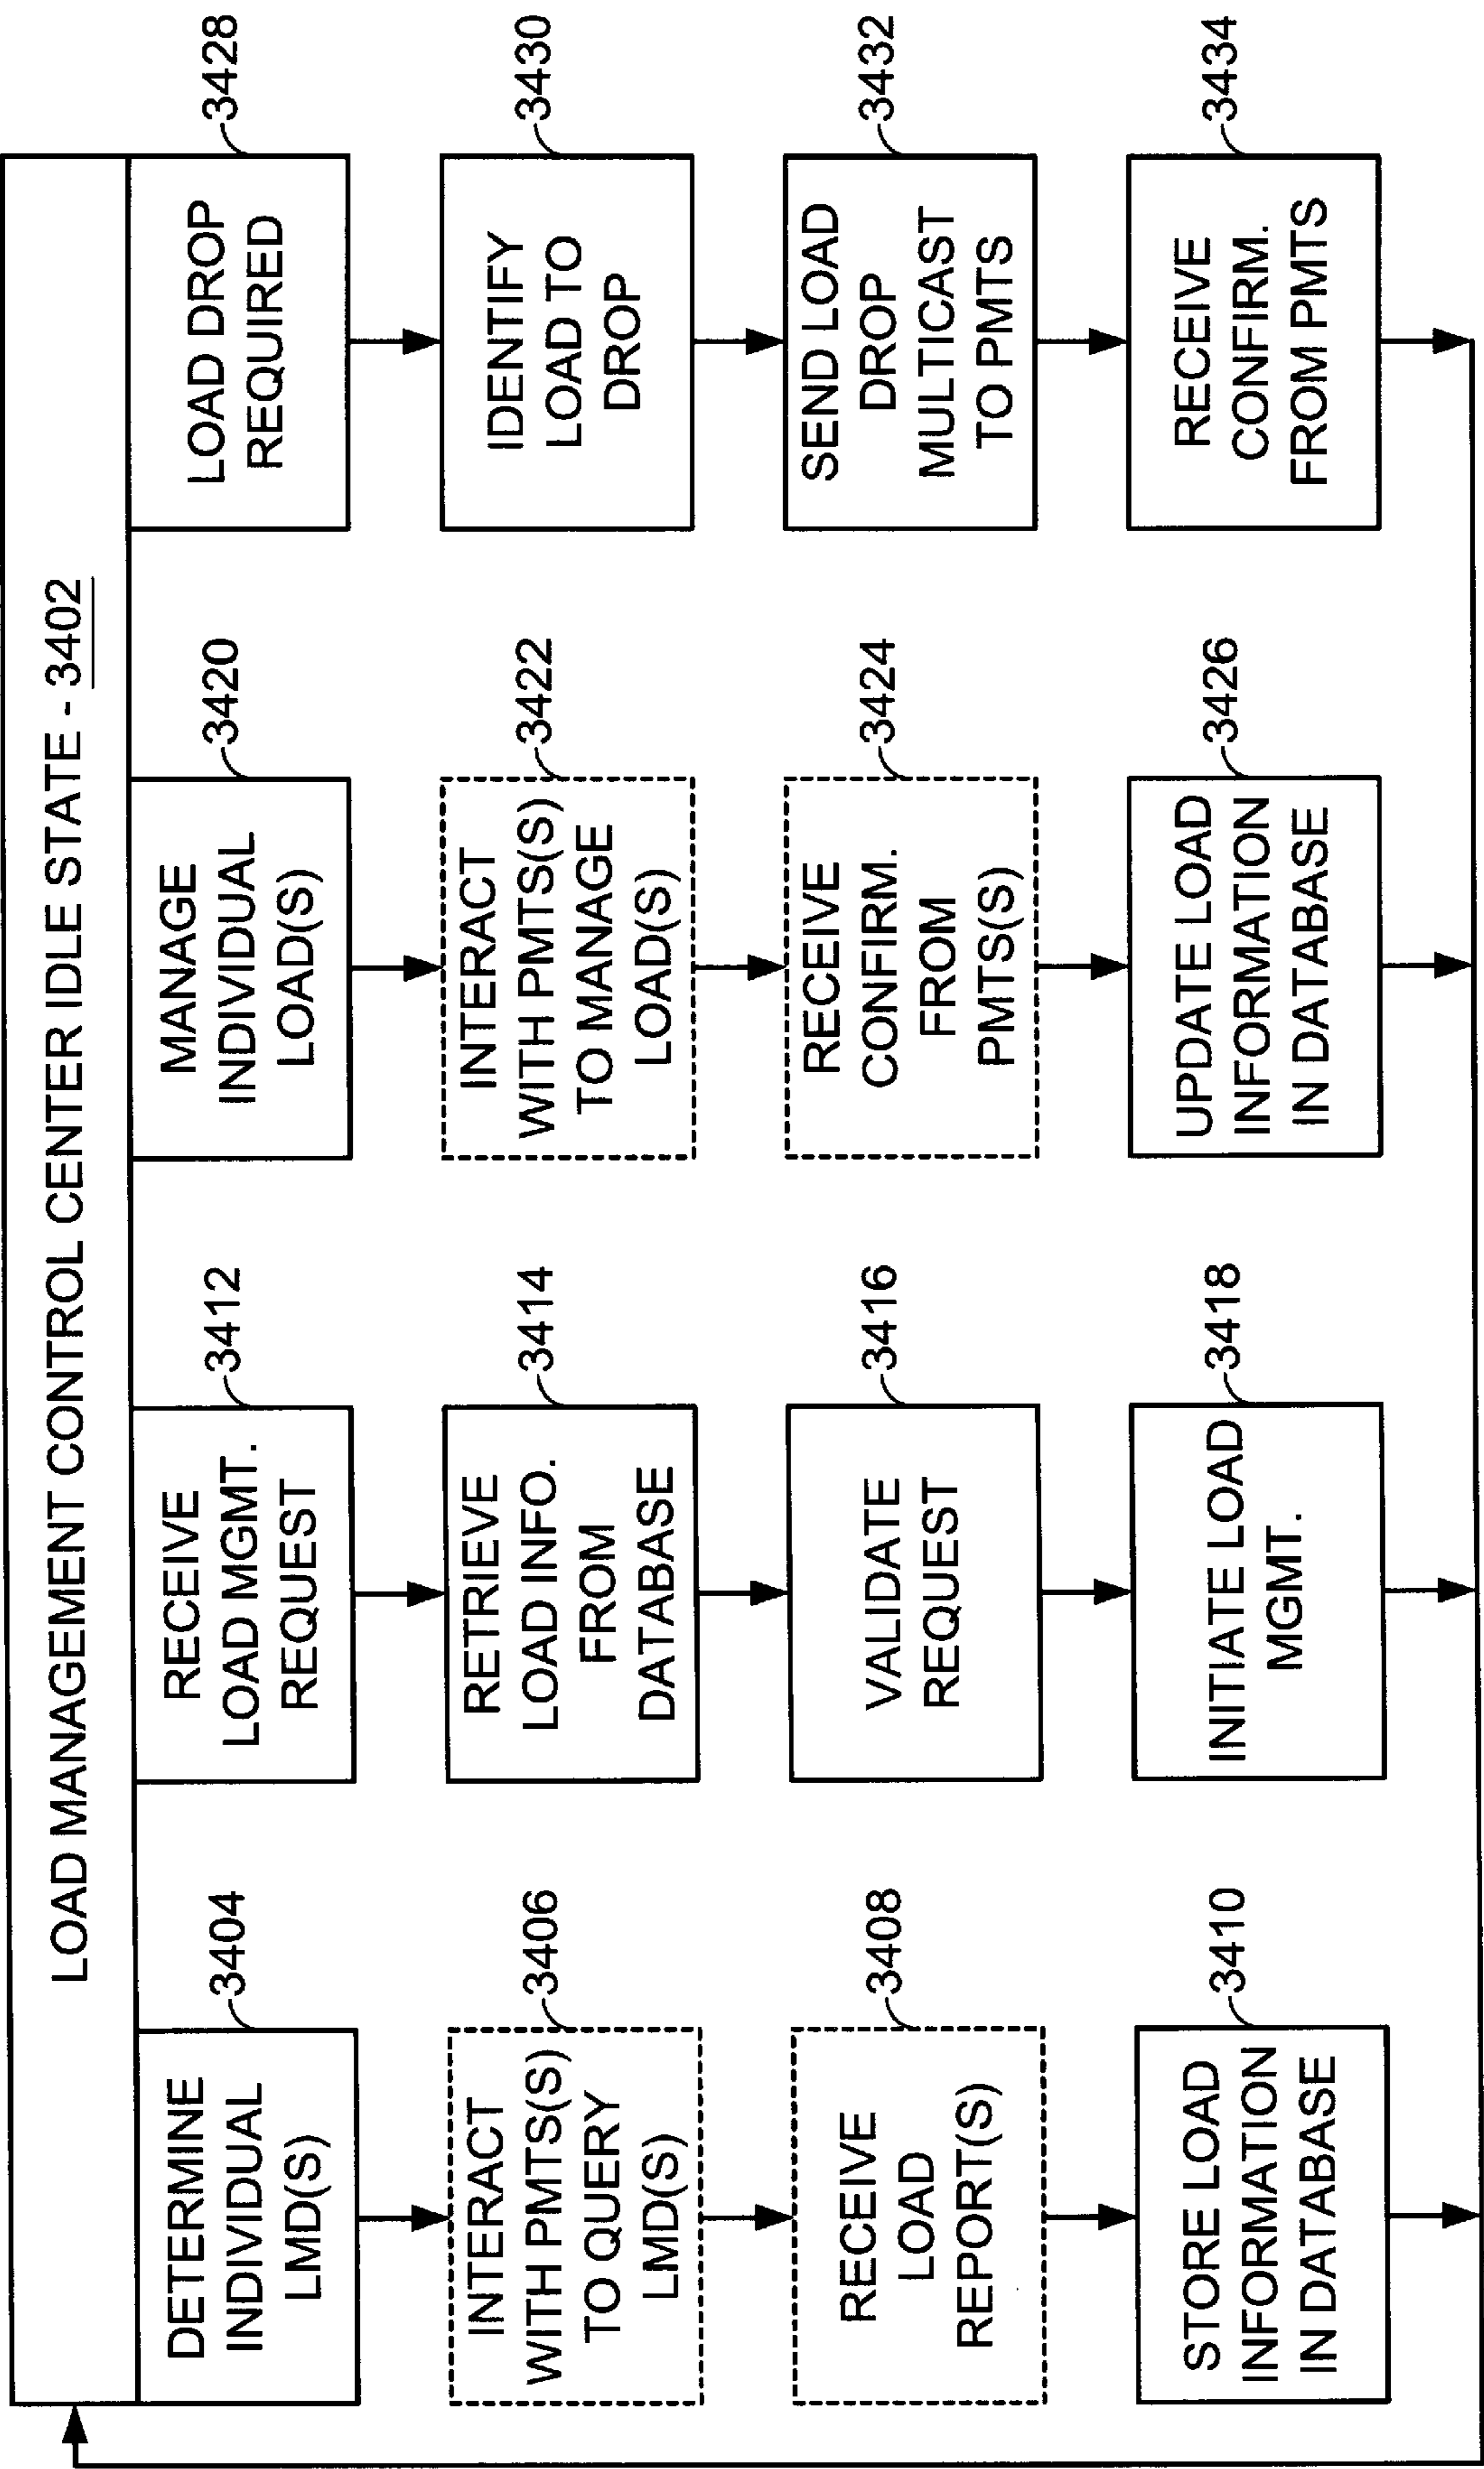 LOAD MANAGEMENT CONTROL CENTER IDLE STATE - 3402
DETERMINE
INDIVIDUAL
LMD(S)
3404
INTERACT
WITH PMTS(S)
TO QUERY
LMD(S)
3406
RECEIVE
LOAD
REPORT(S)
3408
STORE LOAD
INFORMATION
IN DATABASE
3410
RECEIVE
LOAD MGMT.
REQUEST
3412
RETRIEVE
LOAD INFO.
FROM
DATABASE
3414
VALIDATE
REQUEST
3416
INITIATE LOAD
MGMT.
3418
MANAGE
INDIVIDUAL
LOAD(S)
3420
INTERACT
WITH PMTS(S)
TO MANAGE
LOAD(S)
3422
RECEIVE
CONFIRM.
FROM
PMTS(S)
3424
UPDATE LOAD
INFORMATION
IN DATABASE
3426
LOAD DROP
REQUIRED
3428
IDENTIFY
LOAD TO
DROP
3430
SEND LOAD
DROP
MULTICAST
TO PMTS
3432
RECEIVE
CONFIRM.
FROM PMTS
3434